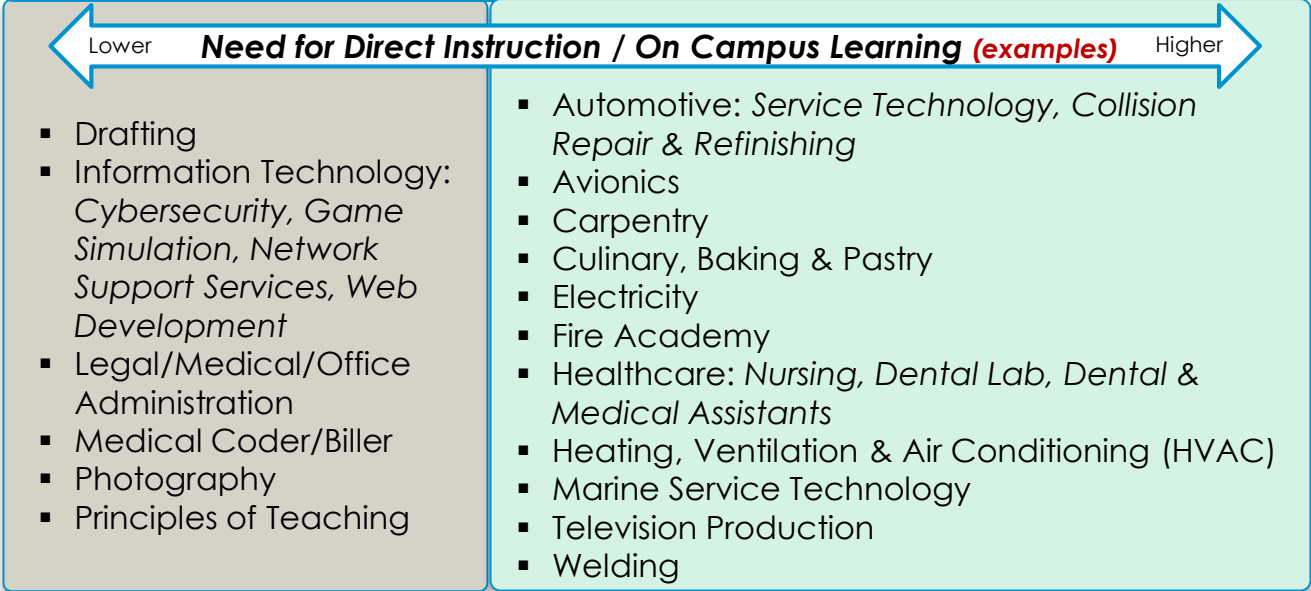 Lower Need for Direct Instruction / On Campus Learning (examples) Higher
▪ Drafting
▪ Information Technology:
Cybersecurity, Game
Simulation, Network
Support Services, Web
Development
▪ Legal/Medical/Office
Administration
▪ Medical Coder/Biller
▪ Photography
▪ Principles of Teaching
▪ Automotive: Service Technology, Collision
Repair & Refinishing
▪ Avionics
▪ Carpentry
▪ Culinary, Baking & Pastry
▪ Electricity
▪ Fire Academy
▪ Healthcare: Nursing, Dental Lab, Dental &
Medical Assistants
▪ Heating, Ventilation & Air Conditioning (HVAC)
▪ Marine Service Technology
▪ Television Production
▪ Welding